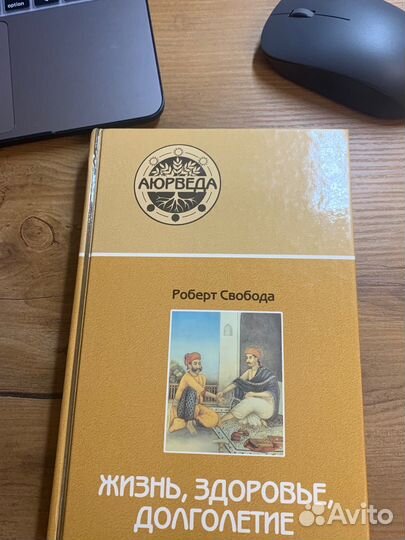 АЮРВЕДА
Роберт Свобода
ЖИЗНЬ, ЗДОРОВЬЕ,
ДОЛГОЛЕТИЕ
Avito